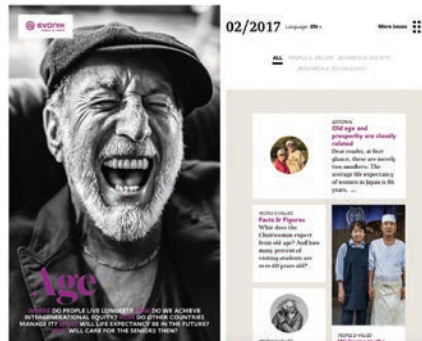 EVONIK
Age
WHERE DO PEOPLE LIVE LONGEST? HOW DO WE ACHIEVE
INTERGENERATIONAL EQUITY? HOW DO OTHER COUNTRIES
MANAGE IT? WHAT WILL LIFE EXPECTANCY BE IN THE FUTURE?
WILL CARE FOR THE SENIORS THEN?
02/2017 Language: EN
More issues
ALL PEOPLE & VALUES BUSINESS & SOCIETY
RESEARCH & TECHNOLOGY
EDITORIAL
Old age and
prosperity are closely
related
Dear reader, at first
glance, these are merely
two numbers: The
average life expectancy
of women in Japan is 86
years, ...
PEOPLE & VALUES
Facts & Figures
What does the
Chairwoman expect
from old age? And how
many percent of
visiting students are
over 60 years old?
PEOPLE & VALUES